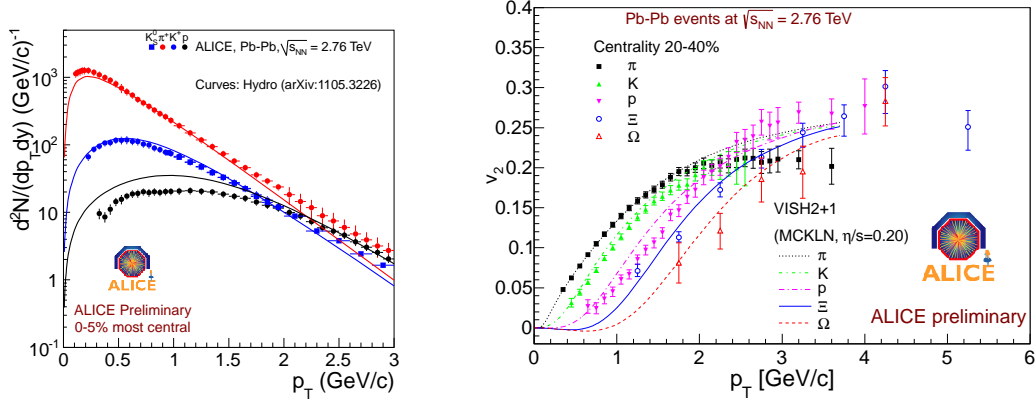 K⁰S π⁺ K⁺ p
ALICE, Pb-Pb, √sNN = 2.76 TeV
Curves: Hydro (arXiv:1105.3226)
d²N/(dpTdy) (GeV/c)⁻¹
10³
10²
10
1
10⁻¹
ALICE
ALICE Preliminary
0-5% most central
0 0.5 1 1.5 2 2.5 3
pT (GeV/c)
Pb-Pb events at √sNN = 2.76 TeV
Centrality 20-40%
π
K
p
Ξ
Ω
v2
0.4
0.35
0.3
0.25
0.2
0.15
0.1
0.05
0
VISH2+1
(MCKLN, η/s=0.20)
π
K
p
Ξ
Ω
ALICE
ALICE preliminary
0 1 2 3 4 5 6
pT [GeV/c]